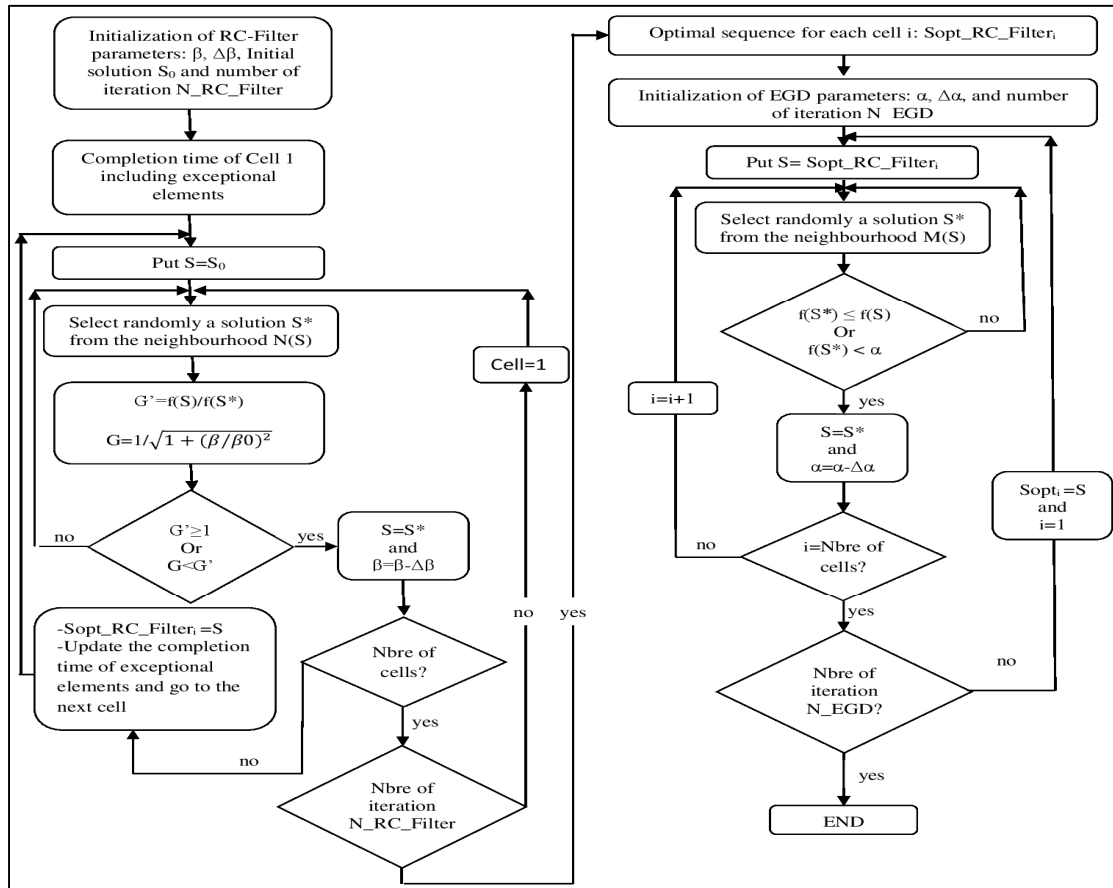 Initialization of RC-Filter
parameters: β, Δβ, Initial
solution S₀ and number of
iteration N_RC_Filter
Completion time of Cell 1
including exceptional
elements
Put S=S₀
Select randomly a solution S*
from the neighbourhood N(S)
Cell=1
G’=f(S)/f(S*)
G=1/√1 + (β/β0)²
no
G’≥1
Or
G<G’
yes
S=S*
and
β=β-Δβ
-Sopt_RC_Filterᵢ =S
-Update the completion
time of exceptional
elements and go to the
next cell
Nbre of
cells?
no
yes
no
yes
Nbre of
iteration
N_RC_Filter
Optimal sequence for each cell i: Sopt_RC_Filterᵢ
Initialization of EGD parameters: α, Δα, and number
of iteration N_EGD
Put S= Sopt_RC_Filterᵢ
Select randomly a solution S*
from the neighbourhood M(S)
f(S*) ≤ f(S)
Or
f(S*) < α
no
i=i+1
yes
S=S*
and
α=α-Δα
Soptᵢ =S
and
i=1
no
i=Nbre of
cells?
yes
Nbre of
iteration
N_EGD?
no
yes
END